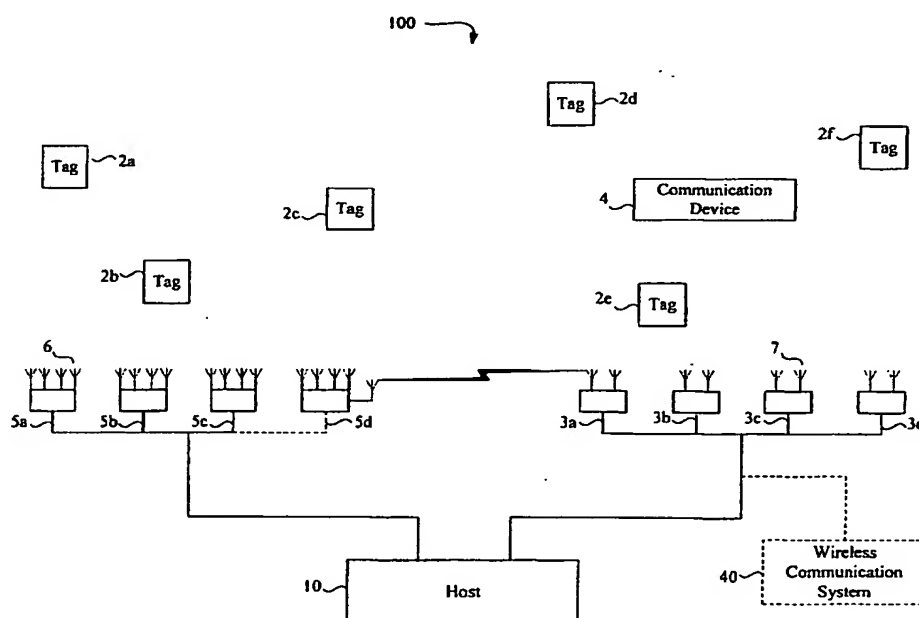 100
Tag
2d
2f
Tag
Tag
2a
Communication
Device
4
2c
Tag
2b
Tag
2e
Tag
6
7
5a
5b
5c
5d
3a
3b
3c
Wireless
Communication
System
40
10
Host